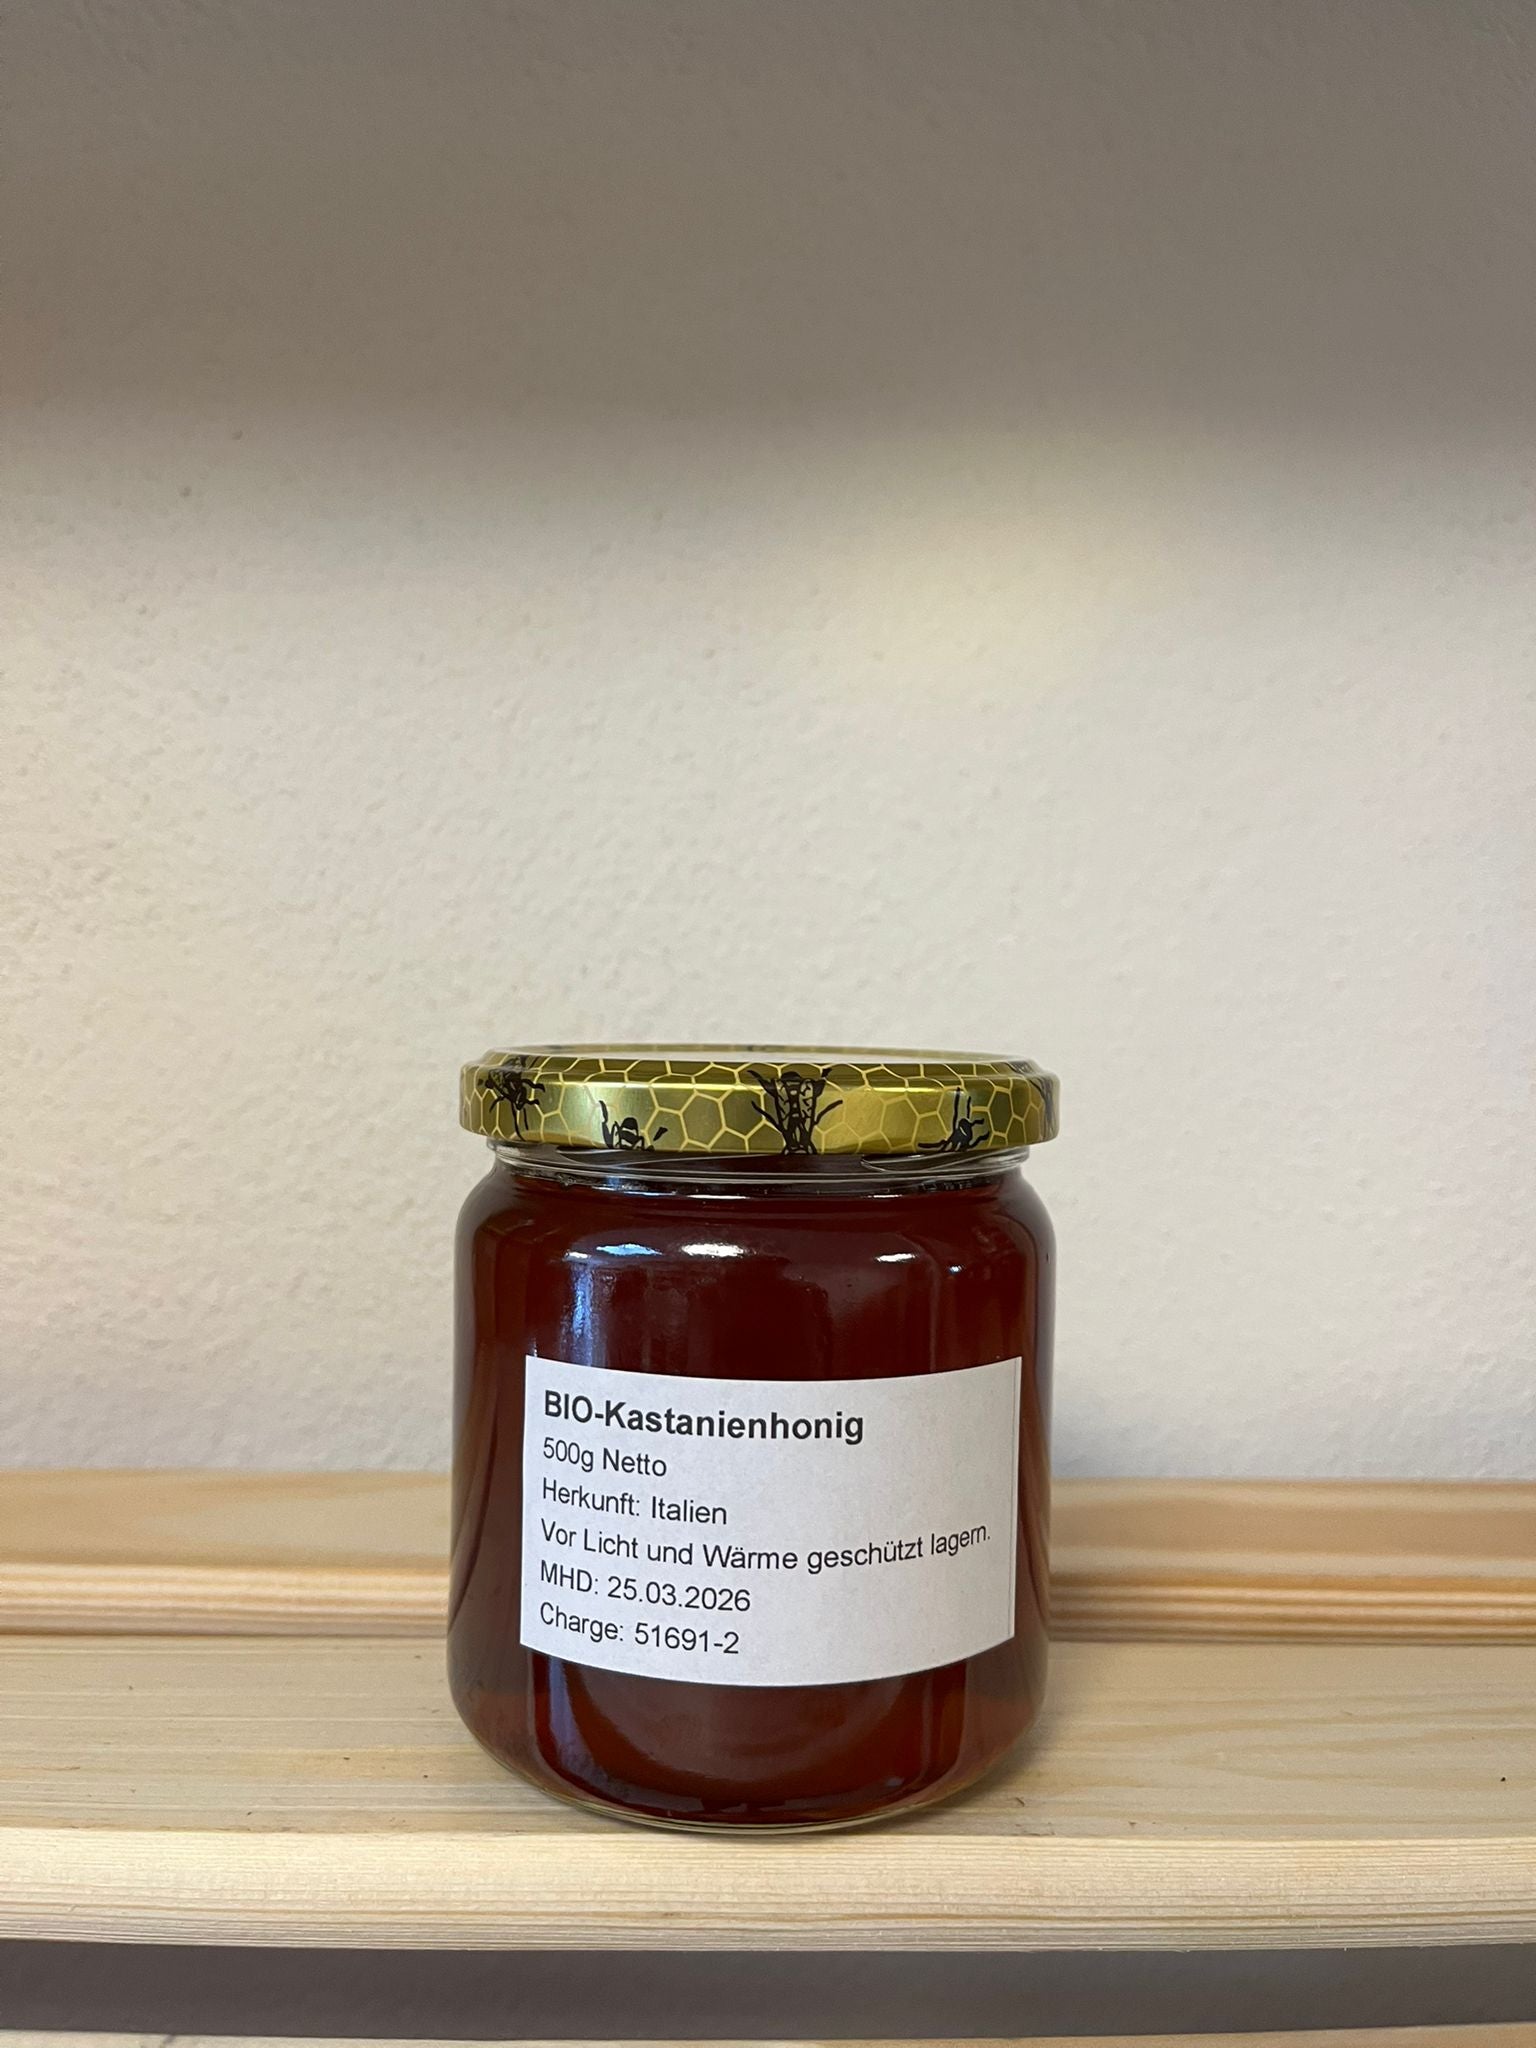 BIO-Kastanienhonig
500g Netto
Herkunft: Italien
Vor Licht und Wärme geschützt lagern.
MHD: 25.03.2026
Charge: 51691-2